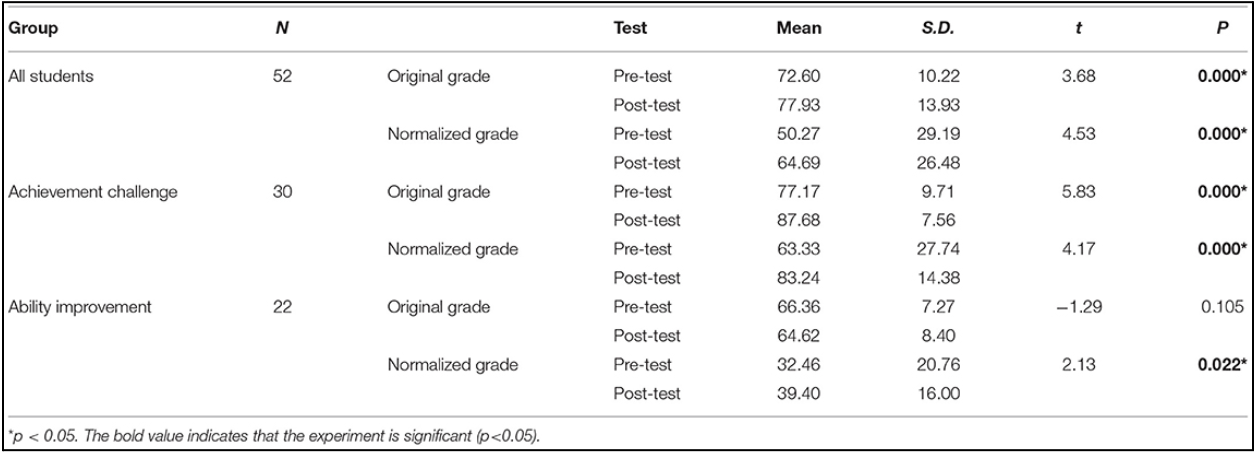 Group N Test Mean S.D. t P
All students 52 Original grade Pre-test 72.60 10.22 3.68 0.000*
Post-test 77.93 13.93
Normalized grade Pre-test 50.27 29.19 4.53 0.000*
Post-test 64.69 26.48
Achievement challenge 30 Original grade Pre-test 77.17 9.71 5.83 0.000*
Post-test 87.68 7.56
Normalized grade Pre-test 63.33 27.74 4.17 0.000*
Post-test 83.24 14.38
Ability improvement 22 Original grade Pre-test 66.36 7.27 −1.29 0.105
Post-test 64.62 8.40
Normalized grade Pre-test 32.46 20.76 2.13 0.022*
Post-test 39.40 16.00
*p < 0.05. The bold value indicates that the experiment is significant (p<0.05).